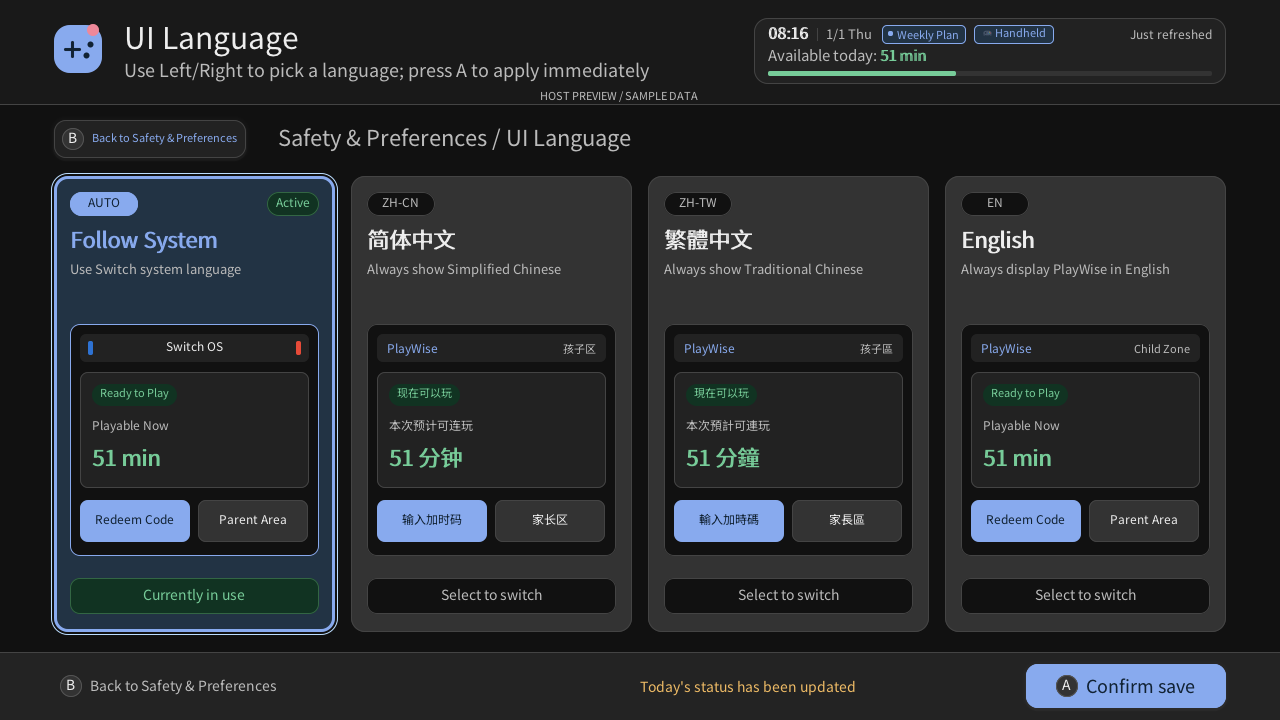 UI Language
Use Left/Right to pick a language; press A to apply immediately
08:16 1/1 Thu Weekly Plan Handheld Just refreshed
Available today: 51 min
HOST PREVIEW / SAMPLE DATA
B Back to Safety & Preferences
Safety & Preferences / UI Language
AUTO Active
Follow System
Use Switch system language
Switch OS
Ready to Play
Playable Now
51 min
Redeem Code Parent Area
Currently in use
ZH-CN
简体中文
Always show Simplified Chinese
PlayWise 孩子区
现在可以玩
本次预计可连玩
51 分钟
输入加时码 家长区
Select to switch
ZH-TW
繁體中文
Always show Traditional Chinese
PlayWise 孩子區
現在可以玩
本次預計可連玩
51 分鐘
輸入加時碼 家長區
Select to switch
EN
English
Always display PlayWise in English
PlayWise Child Zone
Ready to Play
Playable Now
51 min
Redeem Code Parent Area
Select to switch
B Back to Safety & Preferences
Today's status has been updated
A Confirm save